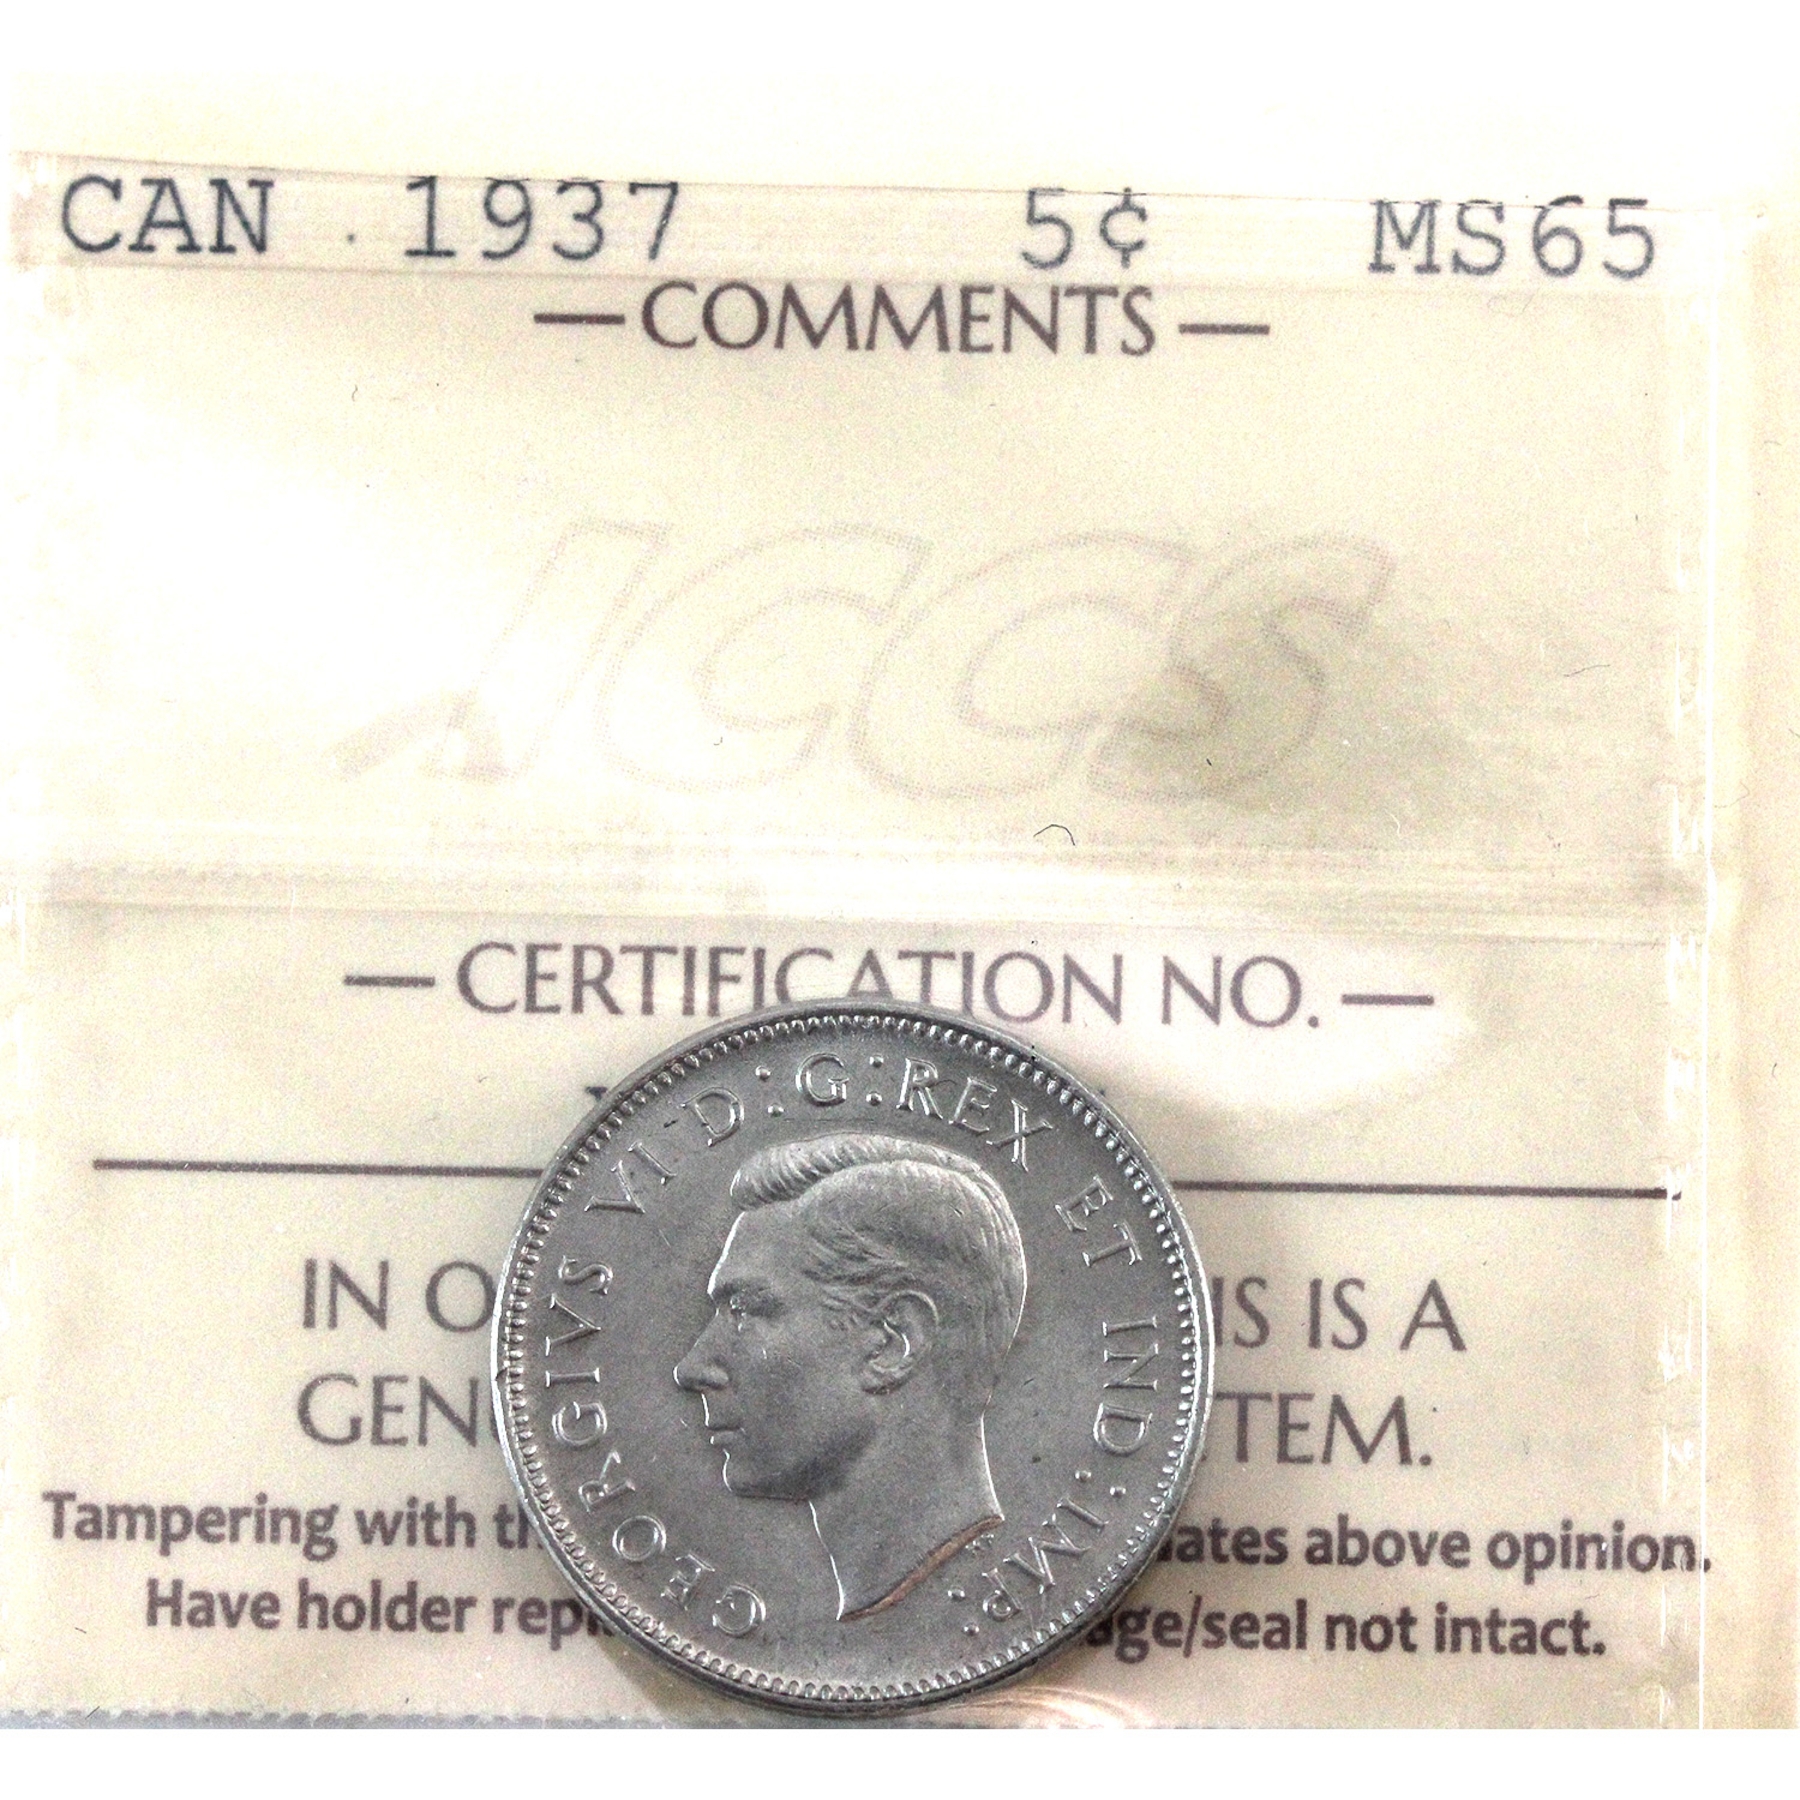 CAN . 1937 5¢ MS65
— COMMENTS —
ICCS
— CERTIFICATION NO. —
IN O IS IS A
GEN TEM.
Tampering with th ates above opinion.
Have holder repl age/seal not intact.
GEORGIVS VI D:G:REX ET IND:IMP: